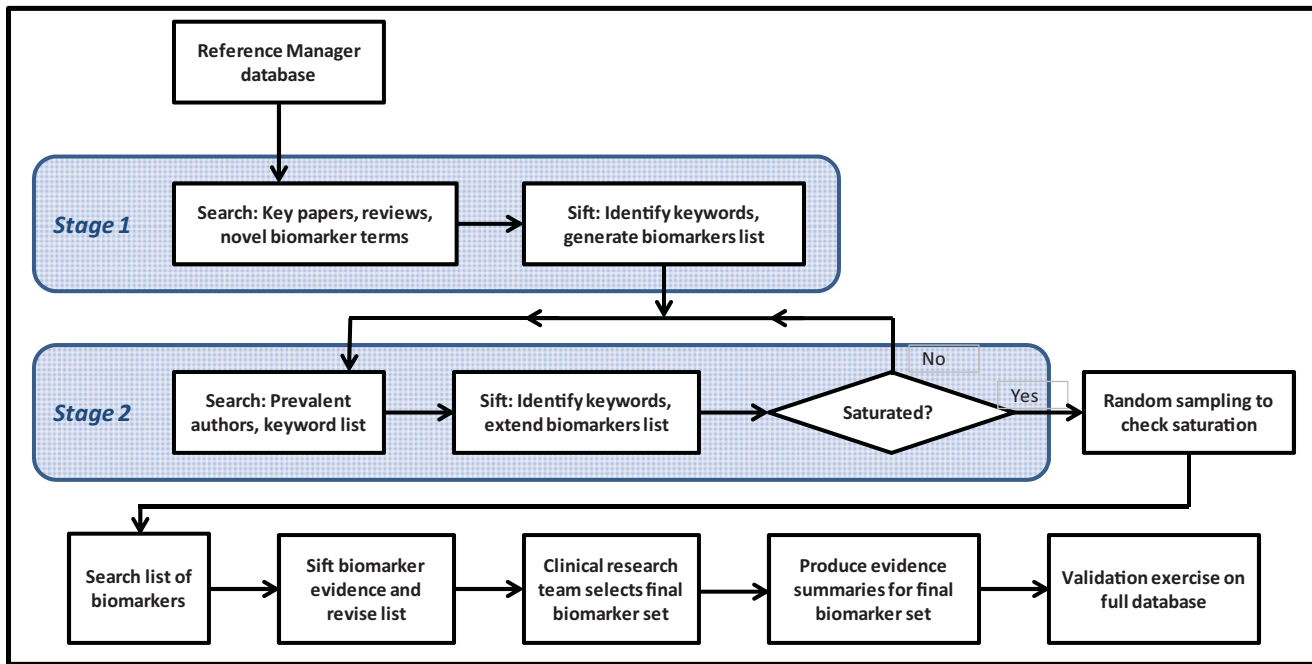 Reference Manager
database
Stage 1
Search: Key papers, reviews,
novel biomarker terms
Sift: Identify keywords,
generate biomarkers list
No
Stage 2
Search: Prevalent
authors, keyword list
Sift: Identify keywords,
extend biomarkers list
Saturated?
Yes
Random sampling to
check saturation
Search list of
biomarkers
Sift biomarker
evidence and
revise list
Clinical research
team selects final
biomarker set
Produce evidence
summaries for final
biomarker set
Validation exercise on
full database